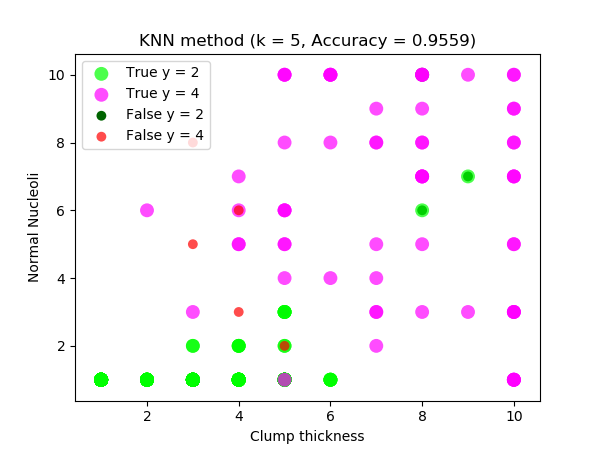 KNN method (k = 5, Accuracy = 0.9559)
True y = 2
True y = 4
False y = 2
False y = 4
10
8
6
4
2
Normal Nucleoli
2 4 6 8 10
Clump thickness